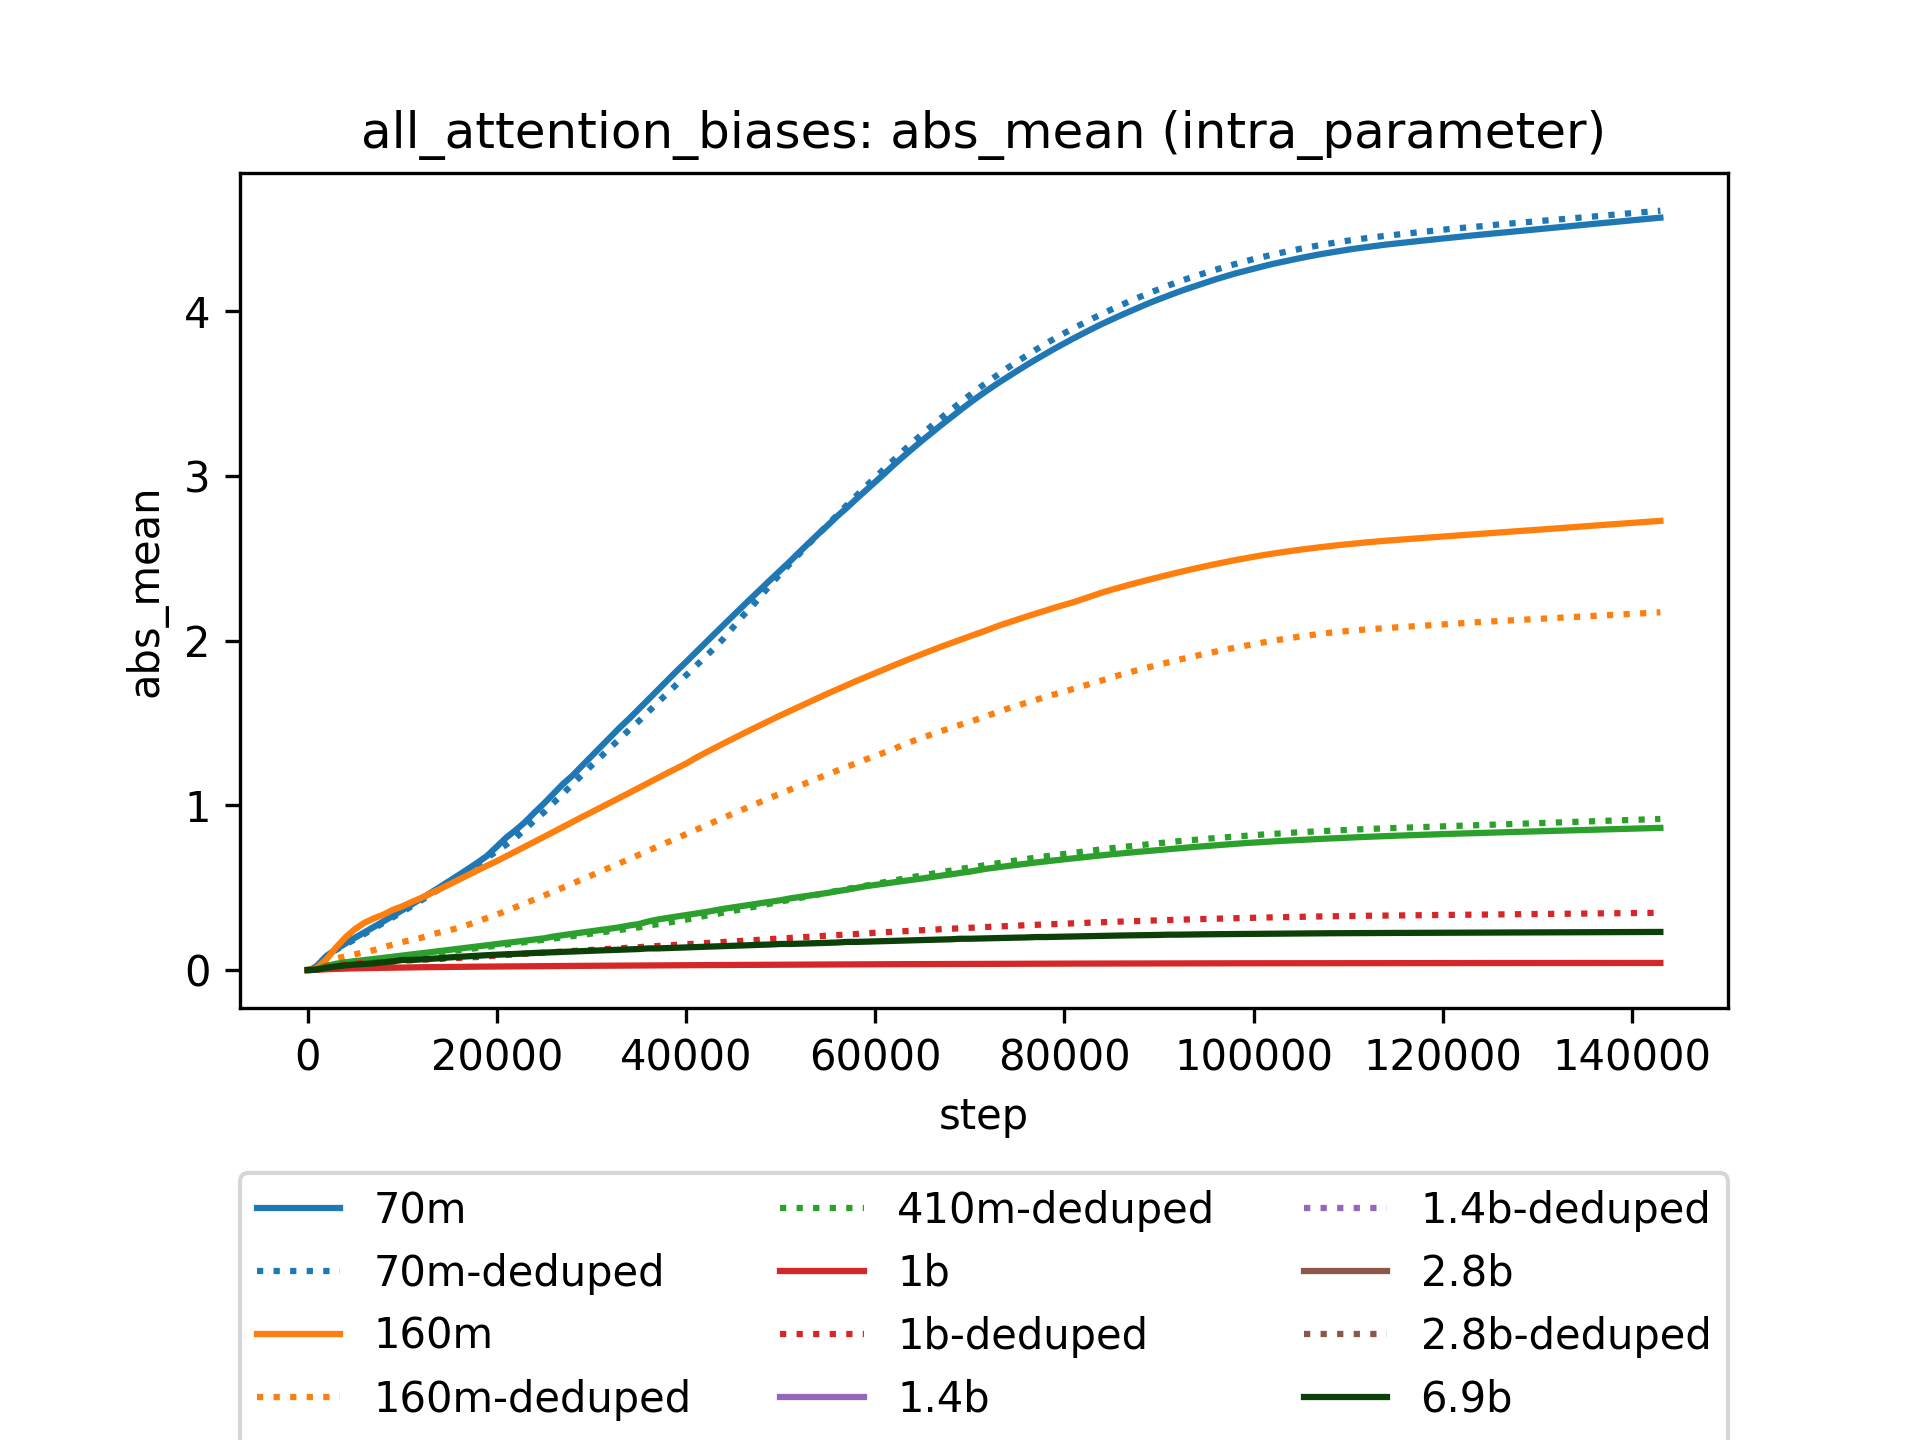 all_attention_biases: abs_mean (intra_parameter)
abs_mean
4
3
2
1
0
0 20000 40000 60000 80000 100000 120000 140000
step
70m 410m-deduped 1.4b-deduped
70m-deduped 1b 2.8b
160m 1b-deduped 2.8b-deduped
160m-deduped 1.4b 6.9b